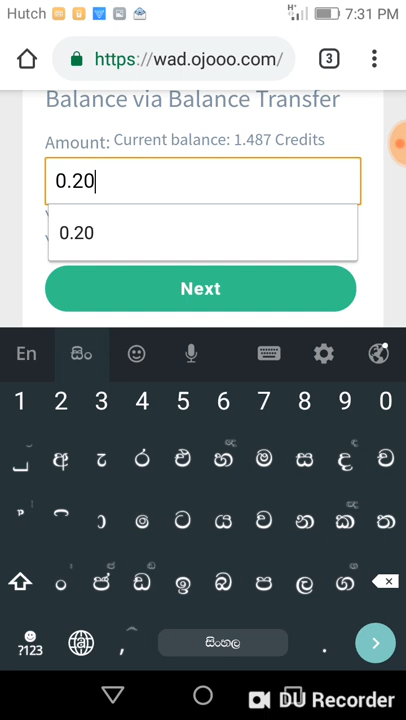 Hutch 7:31 PM
https://wad.ojooo.com/ 3
Balance via Balance Transfer
Amount: Current balance: 1.487 Credits
0.20
0.20
Next
En සිං
1 2 3 4 5 6 7 8 9 0
අ ර එ හ ම ස ද ච
ට ය ව න ක ත
ඉ බ ප ල ග
?123 , සිංහල .
DU Recorder